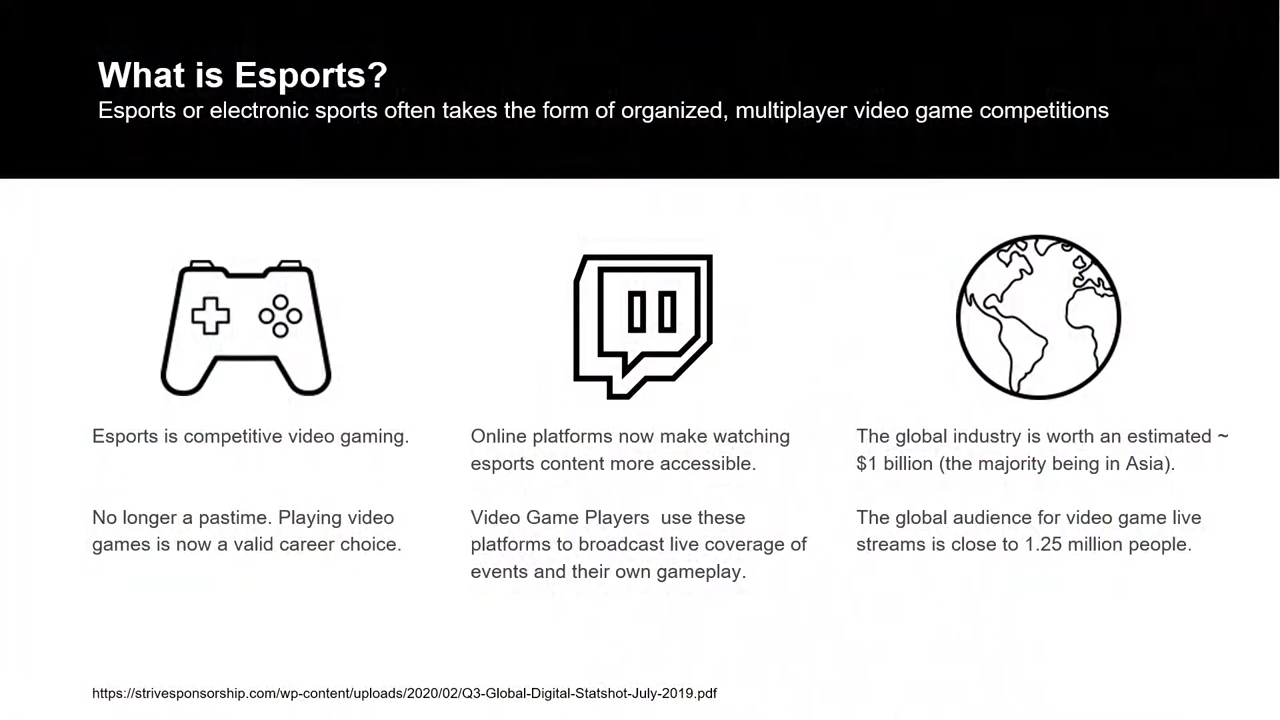 What is Esports?
Esports or electronic sports often takes the form of organized, multiplayer video game competitions
Esports is competitive video gaming.
No longer a pastime. Playing video
games is now a valid career choice.
Online platforms now make watching
esports content more accessible.
Video Game Players  use these
platforms to broadcast live coverage of
events and their own gameplay.
The global industry is worth an estimated ~
$1 billion (the majority being in Asia).
The global audience for video game live
streams is close to 1.25 million people.
https://strivesponsorship.com/wp-content/uploads/2020/02/Q3-Global-Digital-Statshot-July-2019.pdf